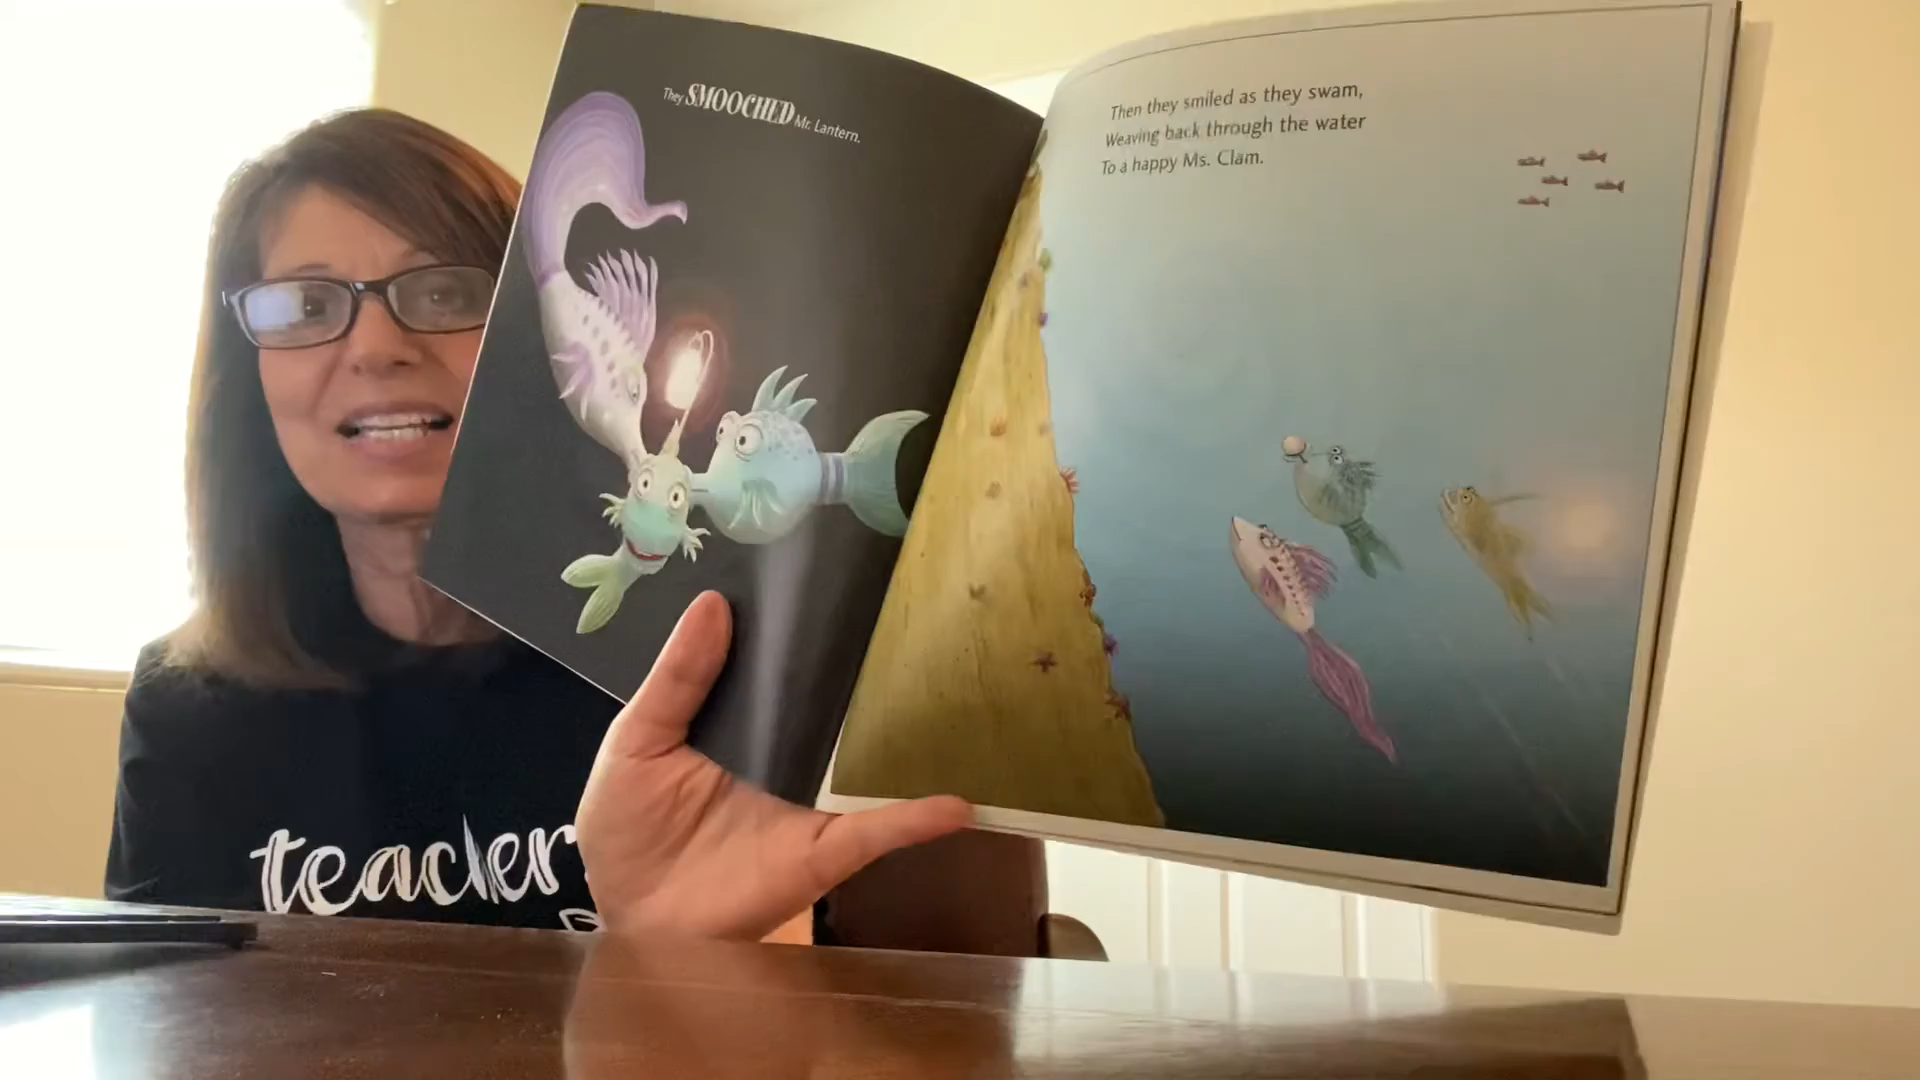 They SMOOCHED Mr. Lantern.
Then they smiled as they swam,
Weaving back through the water
To a happy Ms. Clam.
teacher